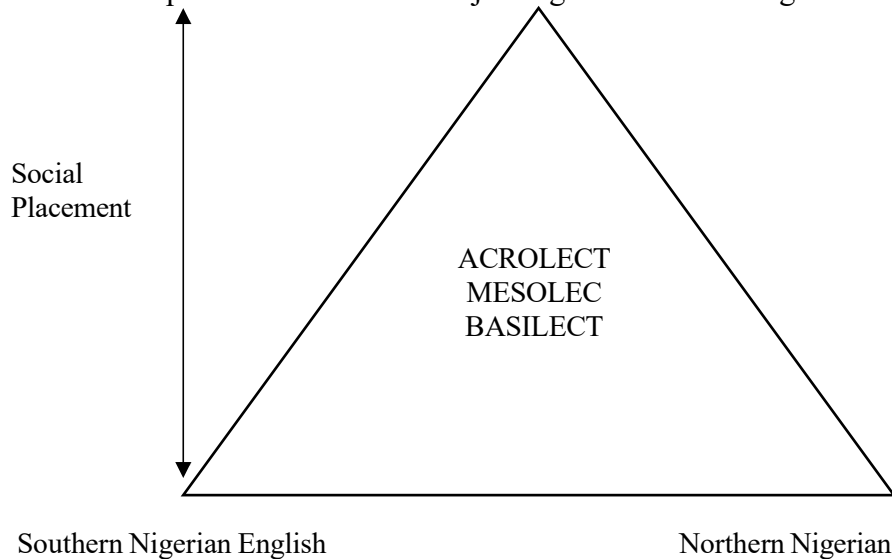 Social
Placement
ACROLECT
MESOLEC
BASILECT
Southern Nigerian English
Northern Nigerian